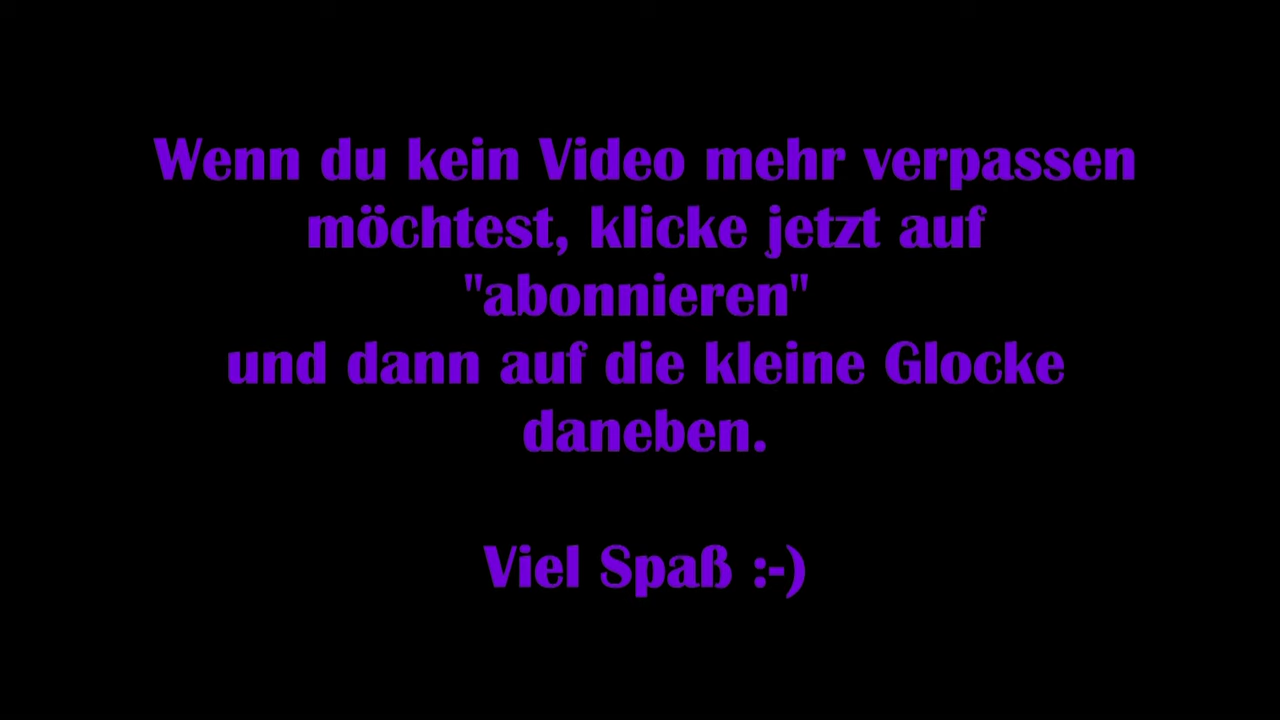 Wenn du kein Video mehr verpassen
möchtest, klicke jetzt auf
"abonnieren"
und dann auf die kleine Glocke
daneben.
Viel Spaß :-)